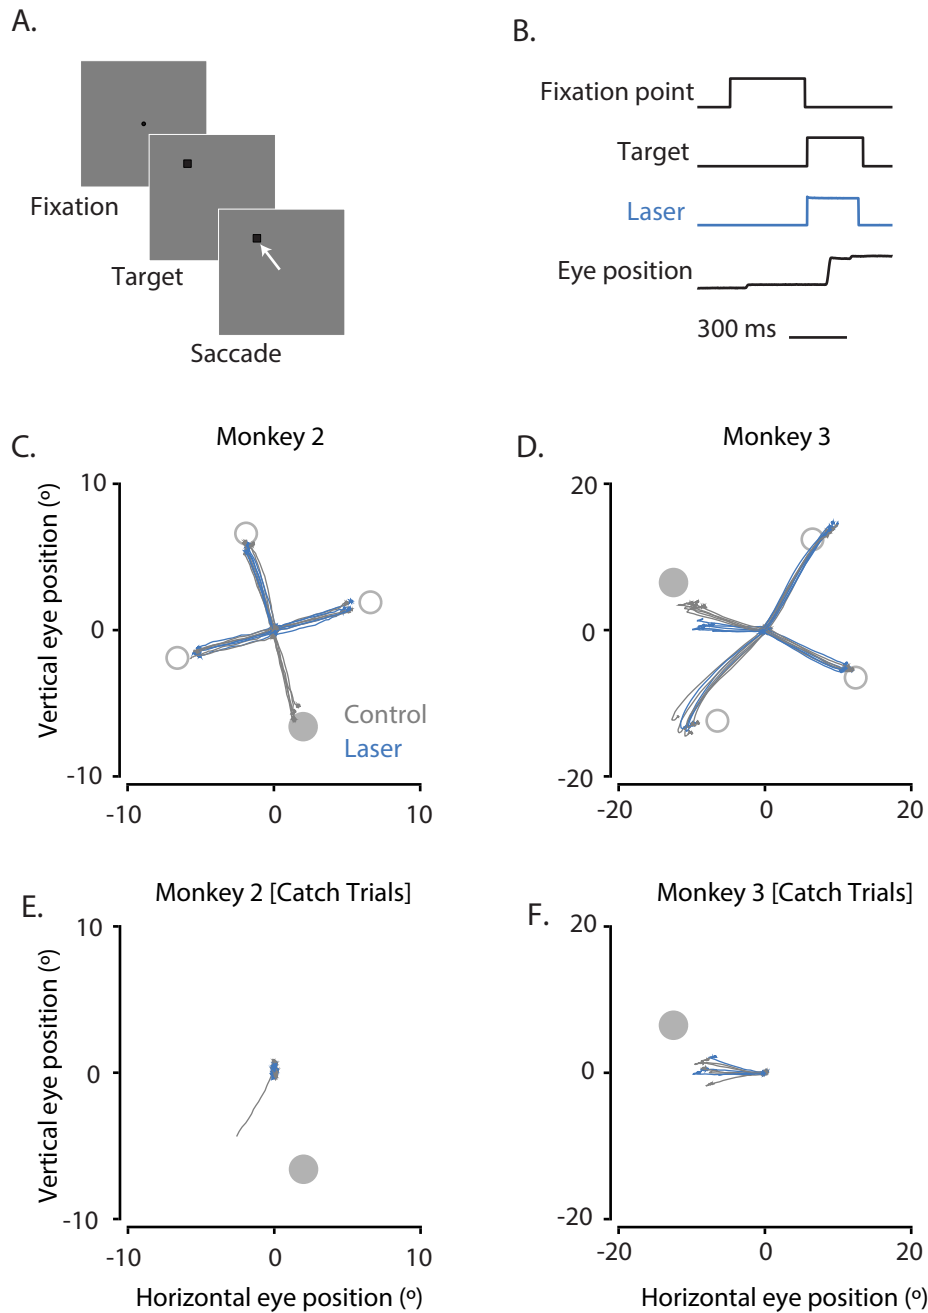 A.
Fixation
Target
Saccade
B.
Fixation point
Target
Laser
Eye position
300 ms
C.
Monkey 2
Vertical eye position (º)
10
0
-10
-10
0
10
Control
Laser
D.
Monkey 3
20
0
-20
-20
0
20
E.
Monkey 2 [Catch Trials]
Vertical eye position (º)
10
0
-10
-10
0
10
Horizontal eye position (º)
F.
Monkey 3 [Catch Trials]
20
0
-20
-20
0
20
Horizontal eye position (º)